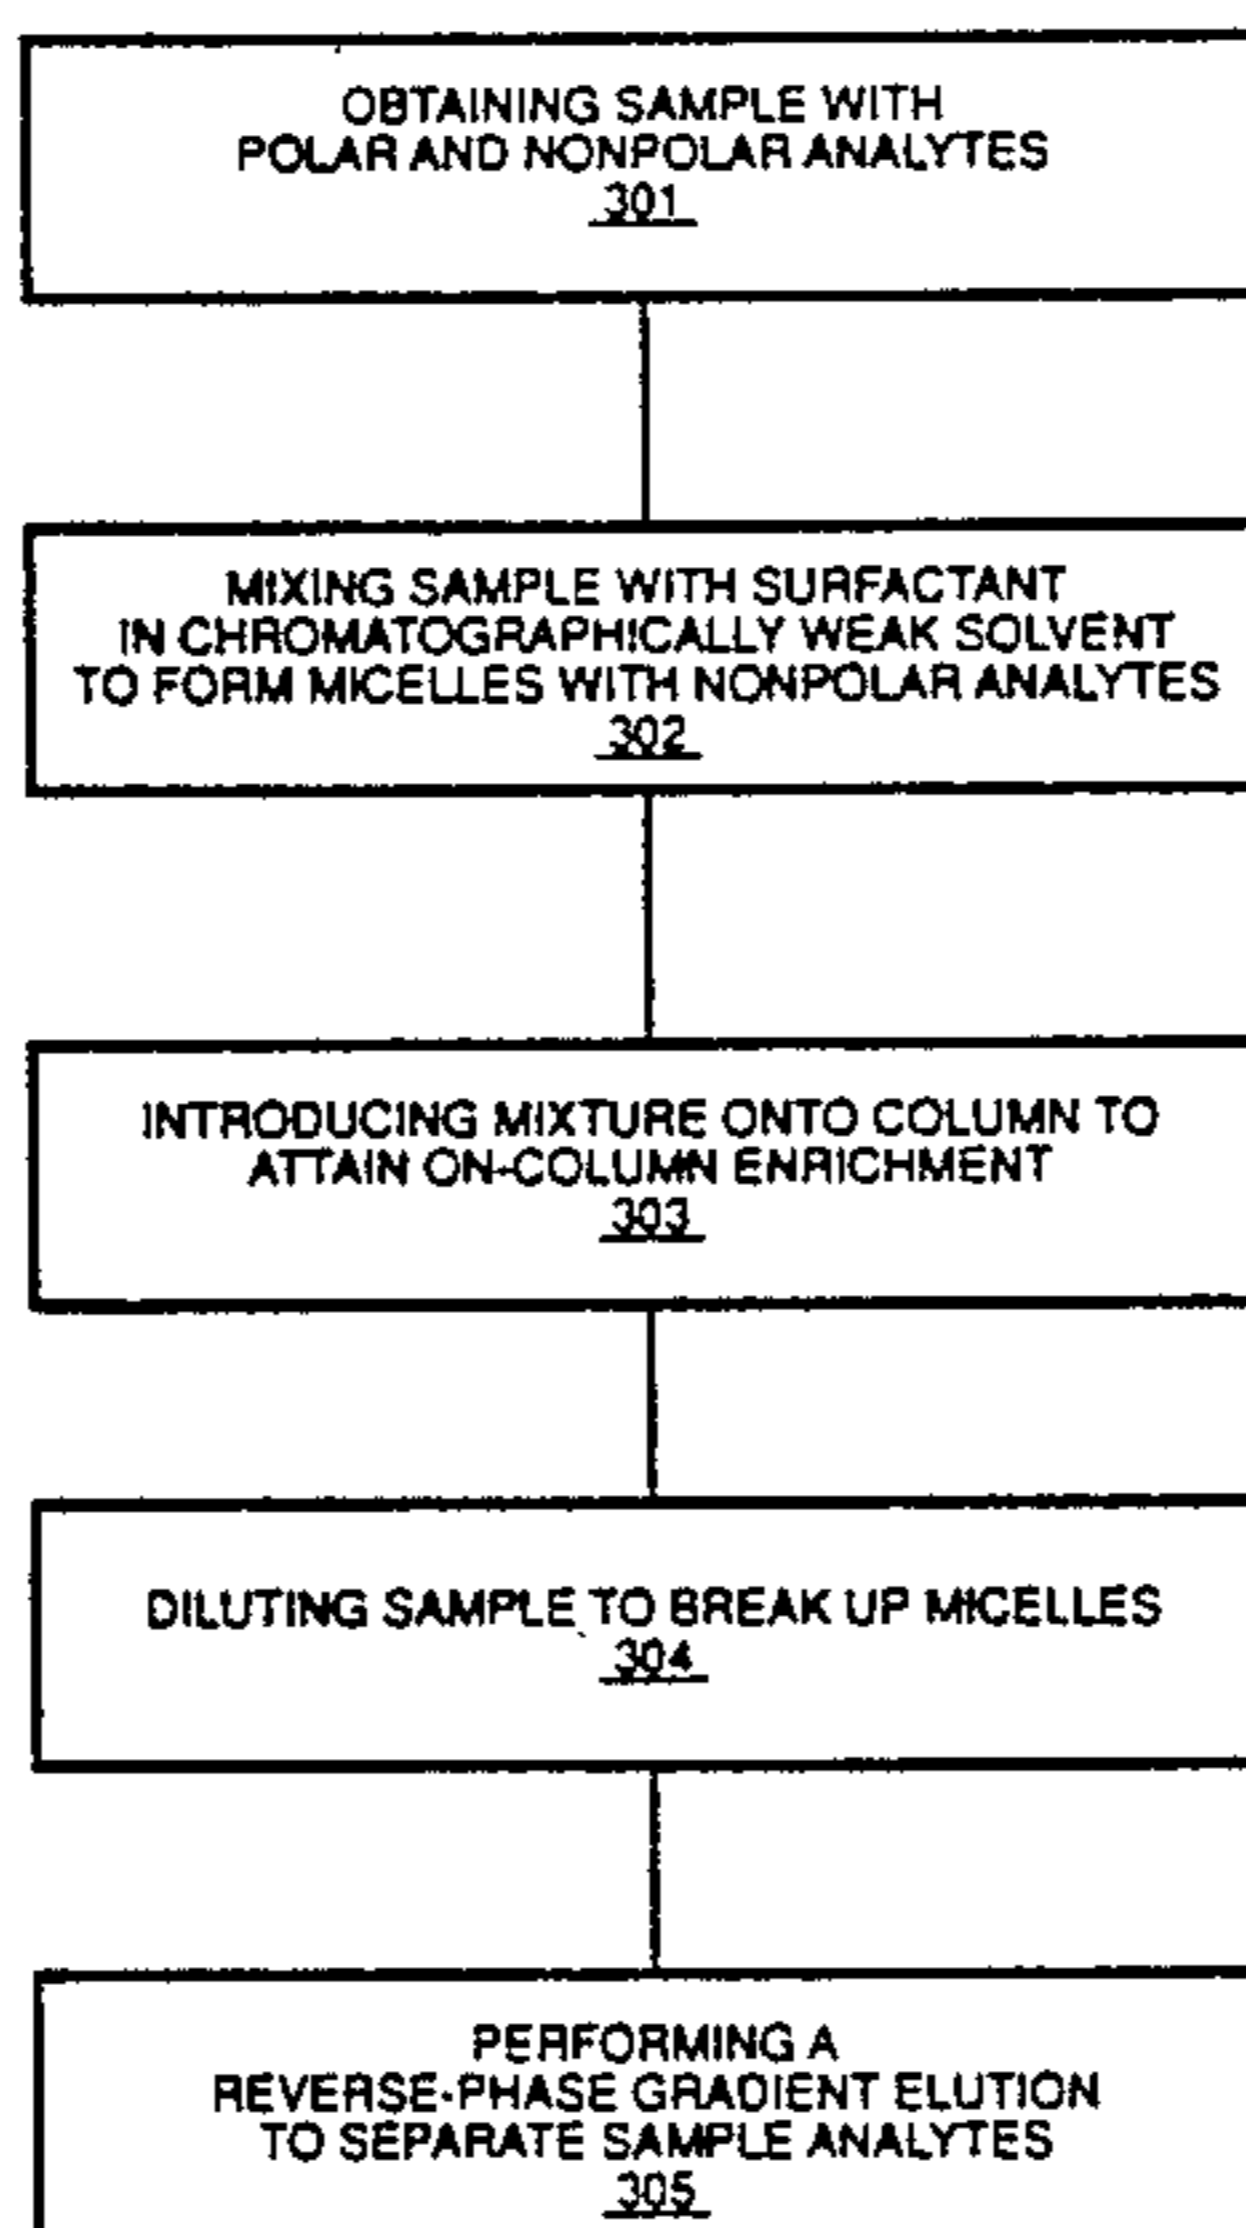 OBTAINING SAMPLE WITH
POLAR AND NONPOLAR ANALYTES
301
MIXING SAMPLE WITH SURFACTANT
IN CHROMATOGRAPHICALLY WEAK SOLVENT
TO FORM MICELLES WITH NONPOLAR ANALYTES
302
INTRODUCING MIXTURE ONTO COLUMN TO
ATTAIN ON-COLUMN ENRICHMENT
303
DILUTING SAMPLE TO BREAK UP MICELLES
304
PERFORMING A
REVERSE-PHASE GRADIENT ELUTION
TO SEPARATE SAMPLE ANALYTES
305